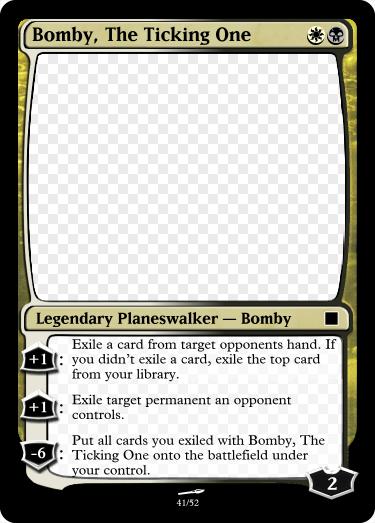 Bomby, The Ticking One
Legendary Planeswalker — Bomby
+1: Exile a card from target opponents hand. If
you didn't exile a card, exile the top card
from your library.
+1: Exile target permanent an opponent
controls.
-6: Put all cards you exiled with Bomby, The
Ticking One onto the battlefield under
your control.
2
41/52